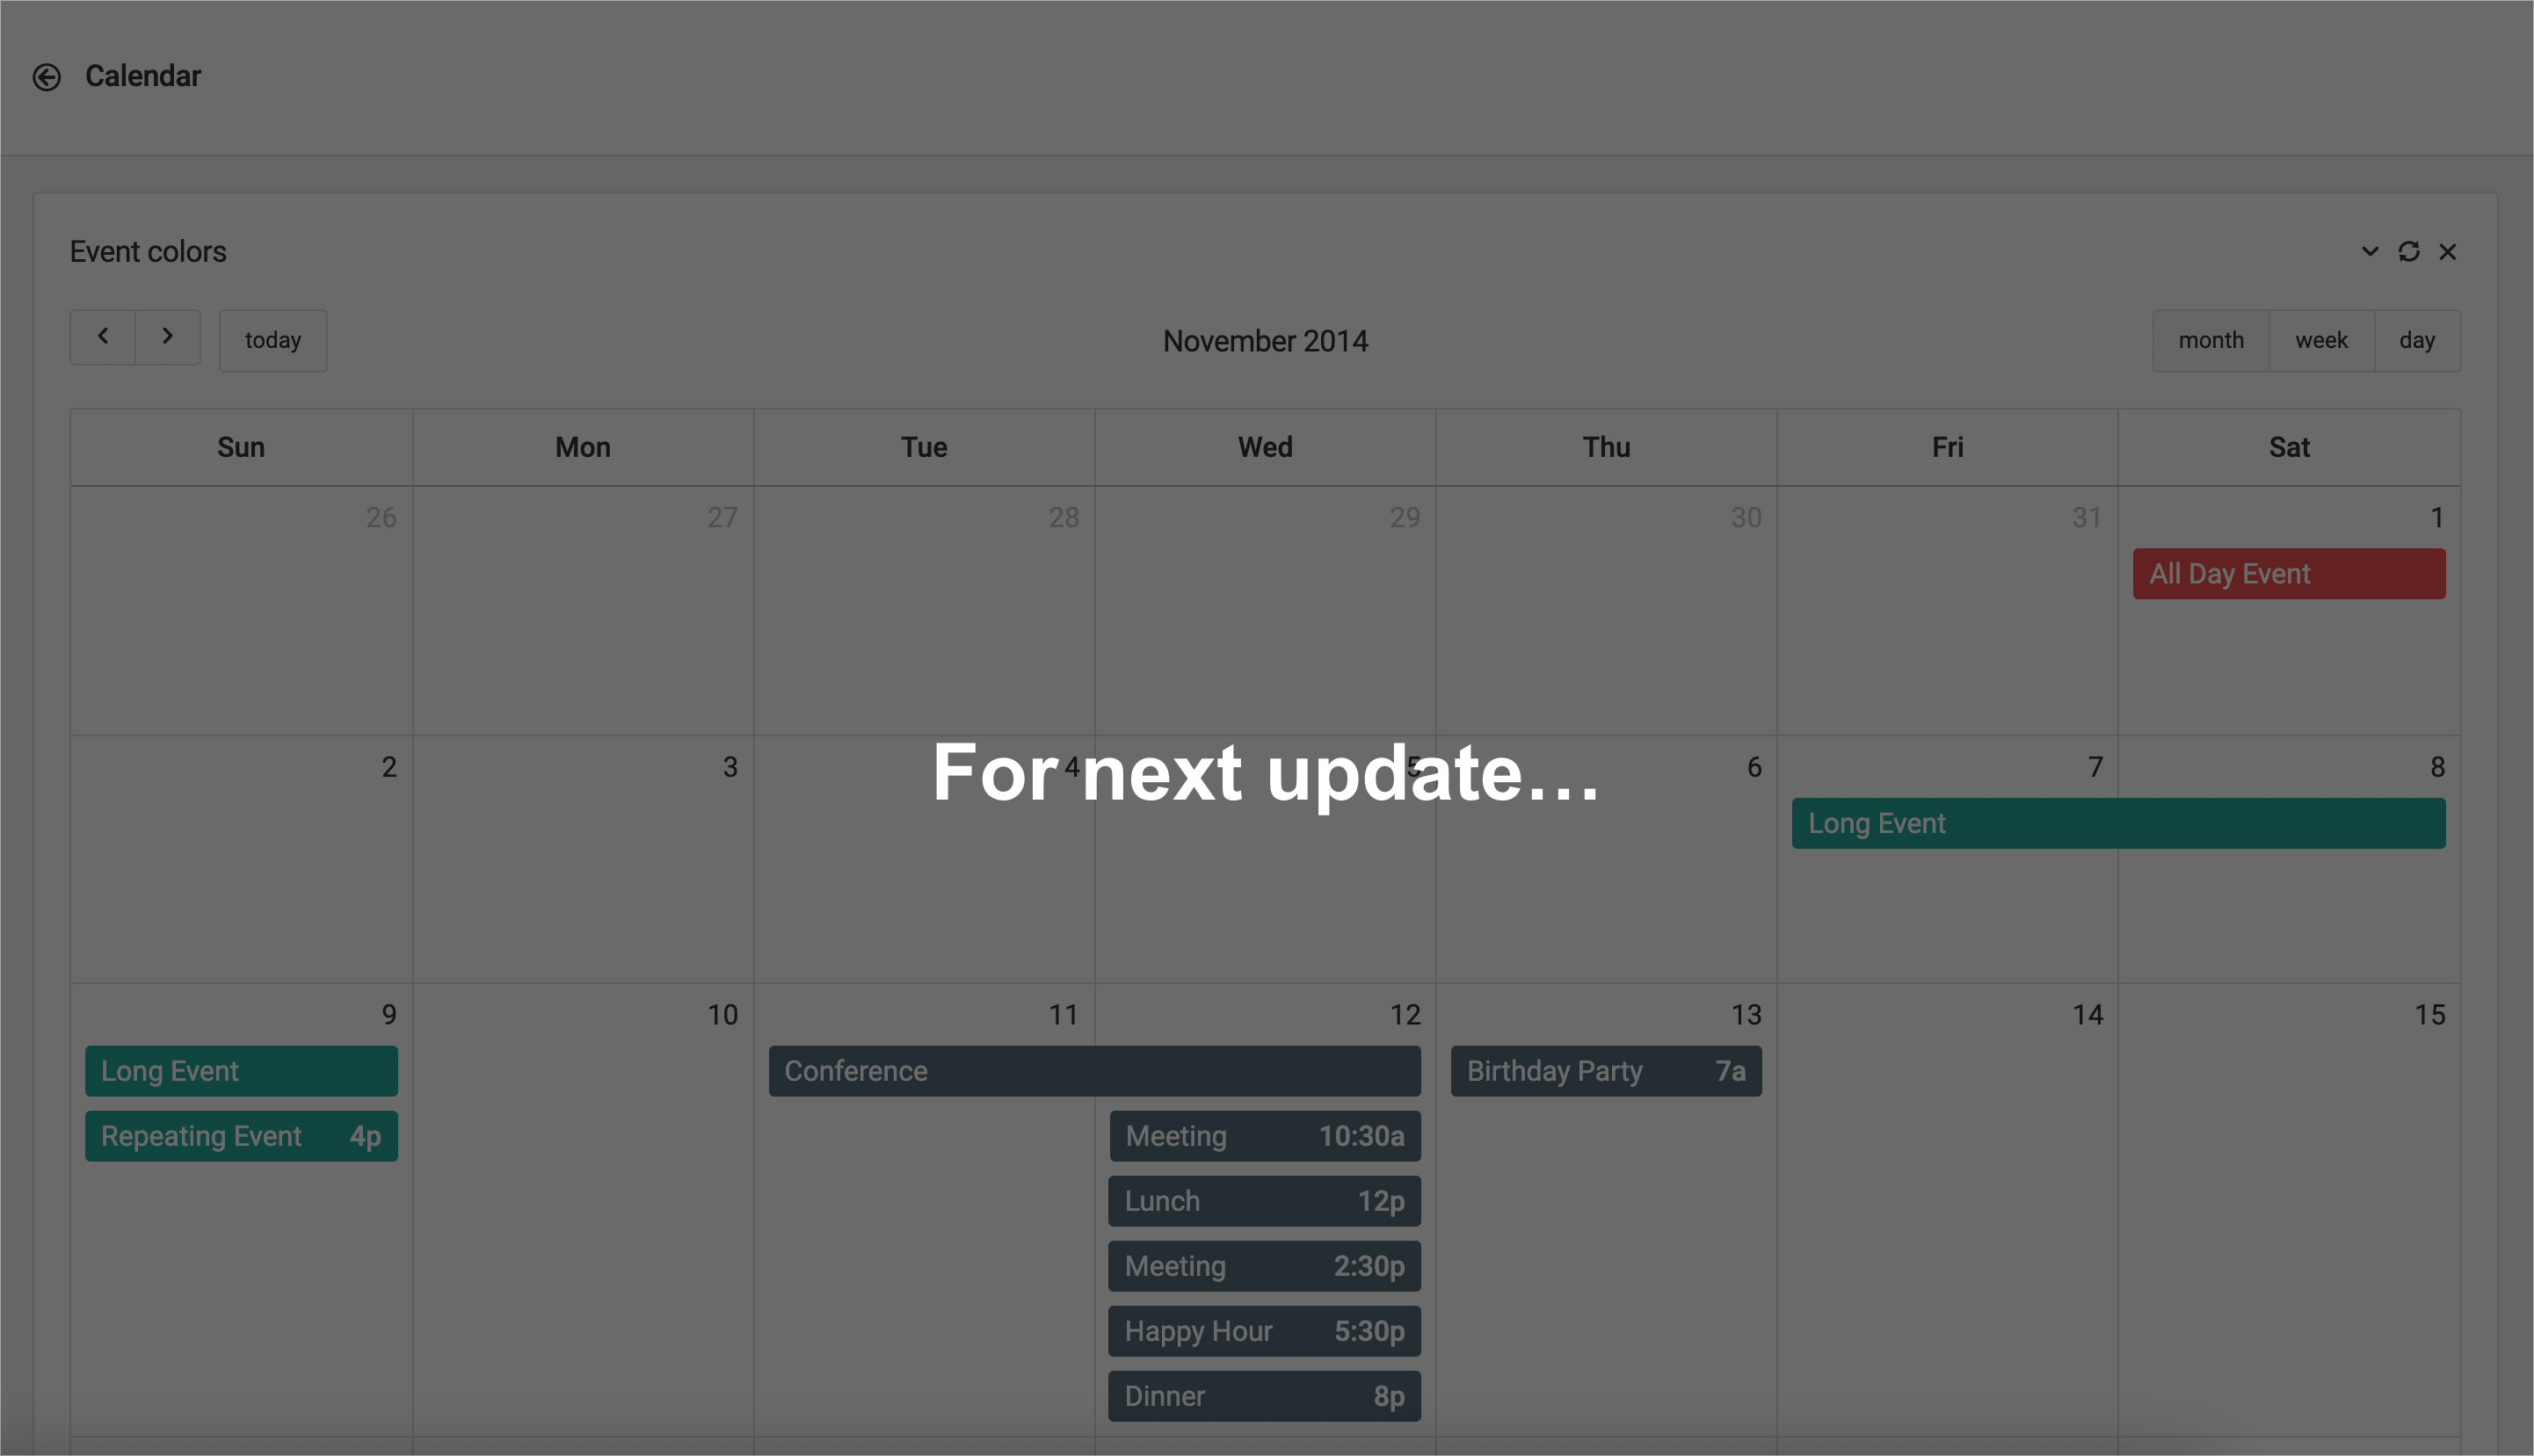 Calendar
Event colors
today
November 2014
month week day
Sun Mon Tue Wed Thu Fri Sat
26 27 28 29 30 31 1
All Day Event
2 3 4 5 6 7 8
For next update...
Long Event
9 10 11 12 13 14 15
Long Event Conference Birthday Party 7a
Repeating Event 4p Meeting 10:30a
Lunch 12p
Meeting 2:30p
Happy Hour 5:30p
Dinner 8p